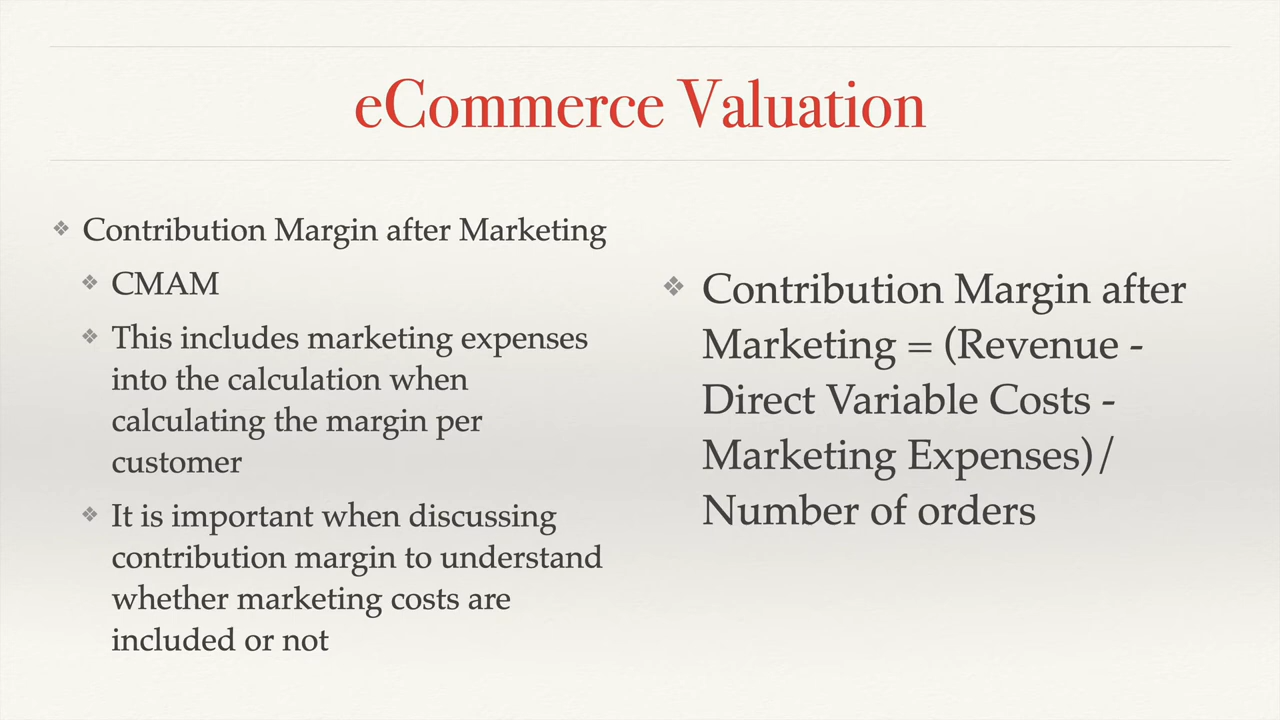 eCommerce Valuation
❖ Contribution Margin after Marketing
❖ CMAM
❖ This includes marketing expenses
into the calculation when
calculating the margin per
customer
❖ It is important when discussing
contribution margin to understand
whether marketing costs are
included or not
❖ Contribution Margin after
Marketing = (Revenue -
Direct Variable Costs -
Marketing Expenses)/
Number of orders